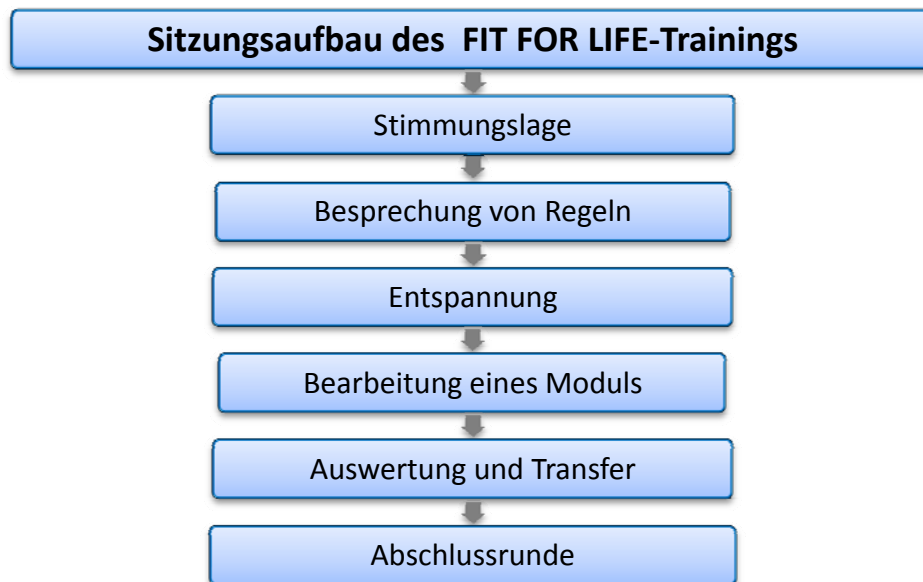 Sitzungsaufbau des FIT FOR LIFE-Trainings
Stimmungslage
Besprechung von Regeln
Entspannung
Bearbeitung eines Moduls
Auswertung und Transfer
Abschlussrunde